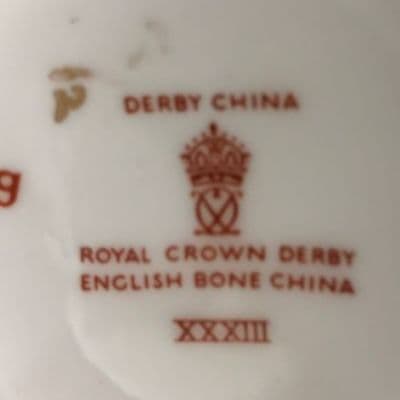 DERBY CHINA
g
ROYAL CROWN DERBY
ENGLISH BONE CHINA
XXXIII